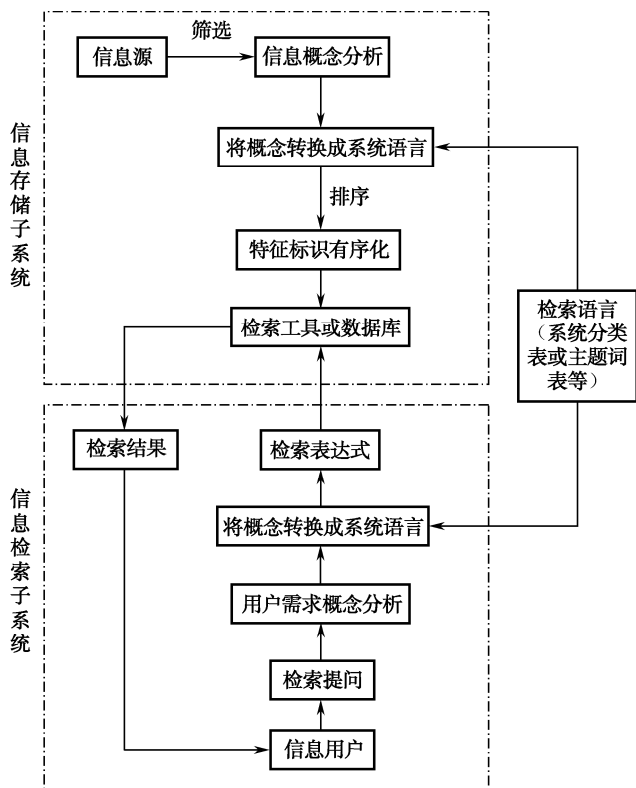 筛选
信息源
信息概念分析
信息存储子系统
将概念转换成系统语言
排序
特征标识有序化
检索工具或数据库
检索语言
（系统分类
表或主题词
表等）
信息检索子系统
检索结果
检索表达式
将概念转换成系统语言
用户需求概念分析
检索提问
信息用户